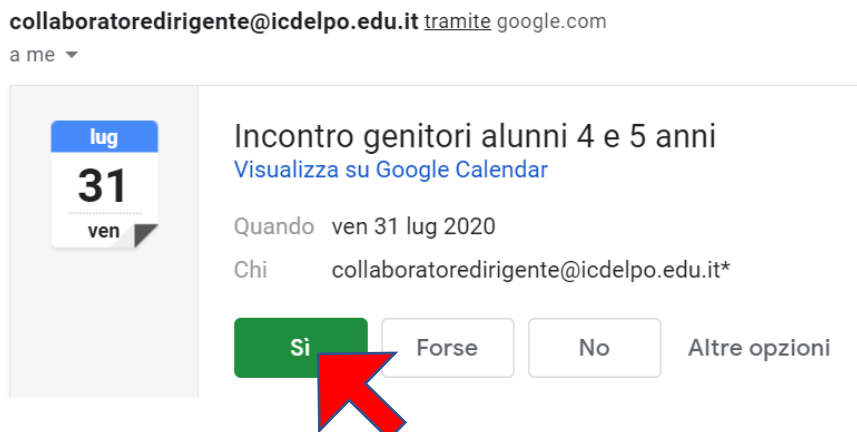 collaboratoredirigente@icdelpo.edu.it tramite google.com
a me
lug
31
ven
Incontro genitori alunni 4 e 5 anni
Visualizza su Google Calendar
Quando ven 31 lug 2020
Chi collaboratoredirigente@icdelpo.edu.it*
Sì Forse No Altre opzioni